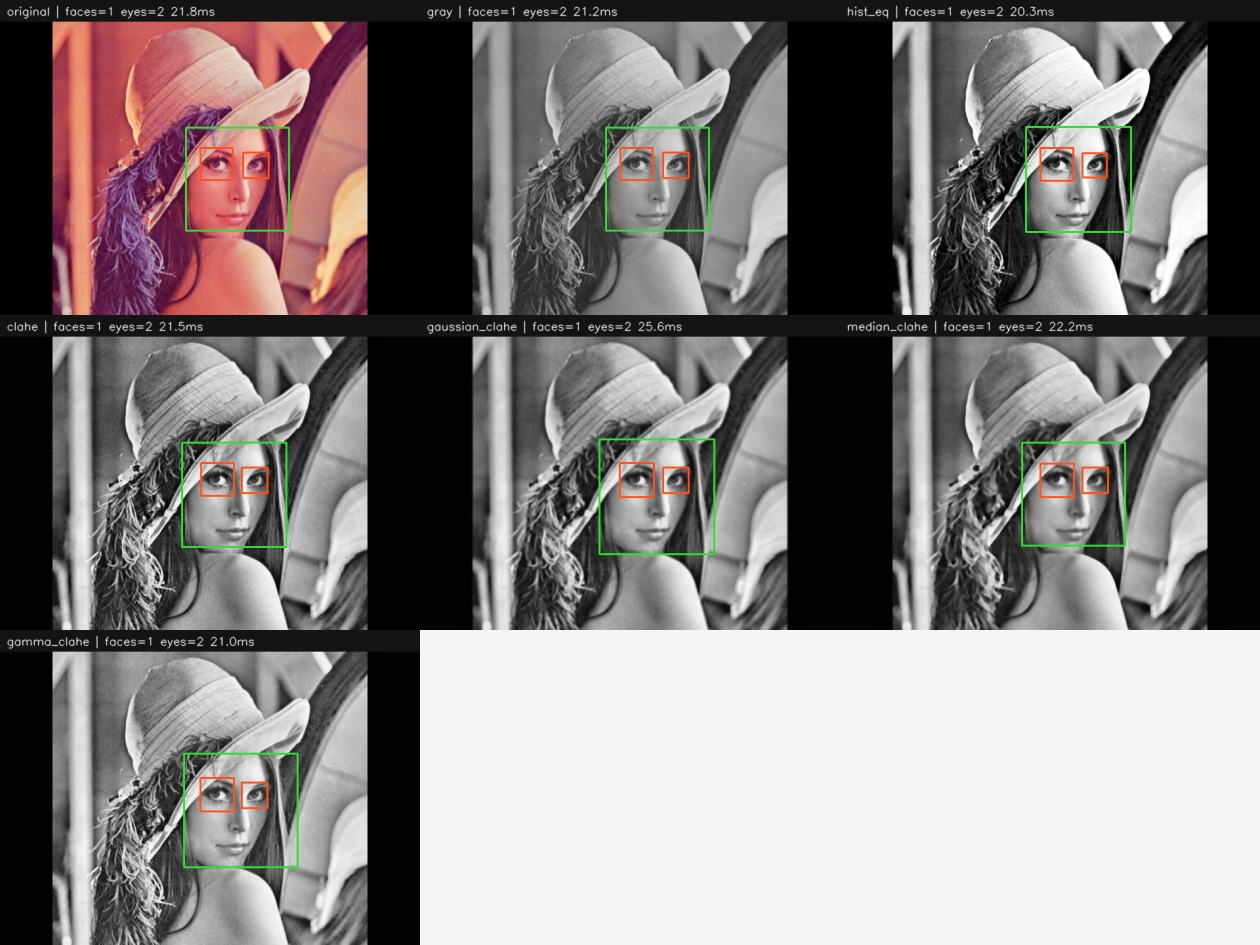 original | faces=1 eyes=2 21.8ms
gray | faces=1 eyes=2 21.2ms
hist_eq | faces=1 eyes=2 20.3ms
clahe | faces=1 eyes=2 21.5ms
gaussian_clahe | faces=1 eyes=2 25.6ms
median_clahe | faces=1 eyes=2 22.2ms
gamma_clahe | faces=1 eyes=2 21.0ms